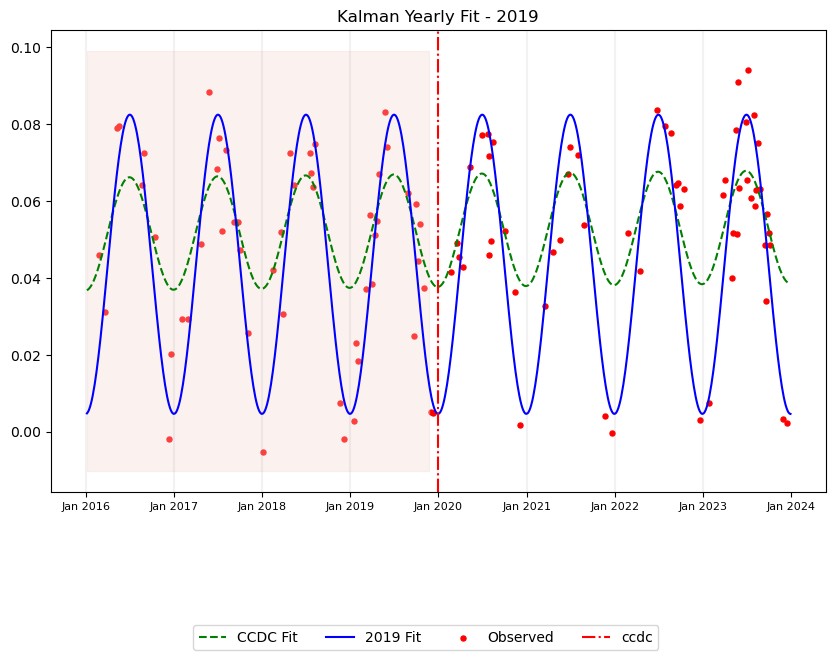 Kalman Yearly Fit - 2019
0.10
0.08
0.06
0.04
0.02
0.00
Jan 2016 Jan 2017 Jan 2018 Jan 2019 Jan 2020 Jan 2021 Jan 2022 Jan 2023 Jan 2024
CCDC Fit 2019 Fit Observed ccdc